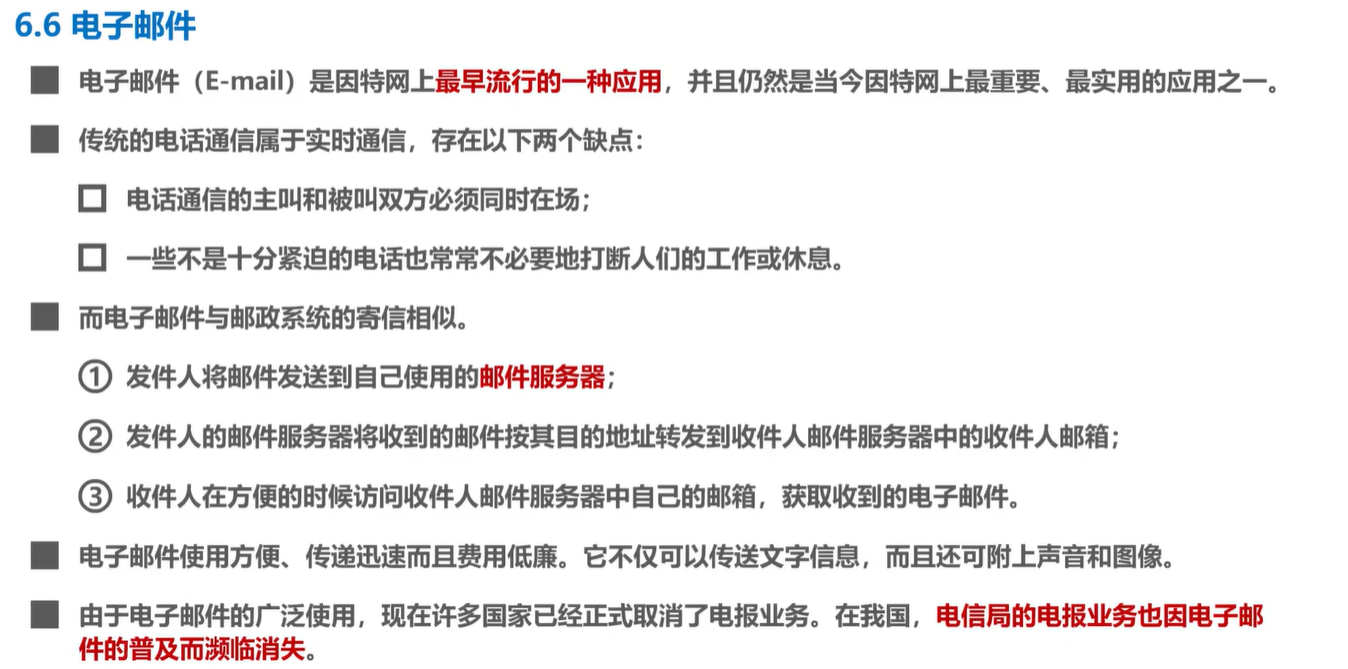 6.6 电子邮件
电子邮件（E-mail）是因特网上最早流行的一种应用，并且仍然是当今因特网上最重要、最实用的应用之一。
传统的电话通信属于实时通信，存在以下两个缺点：
电话通信的主叫和被叫双方必须同时在场；
一些不是十分紧迫的电话也常常不必要地打断人们的工作或休息。
而电子邮件与邮政系统的寄信相似。
① 发件人将邮件发送到自己使用的邮件服务器；
② 发件人的邮件服务器将收到的邮件按其目的地址转发到收件人邮件服务器中的收件人邮箱；
③ 收件人在方便的时候访问收件人邮件服务器中自己的邮箱，获取收到的电子邮件。
电子邮件使用方便、传递迅速而且费用低廉。它不仅可以传送文字信息，而且还可附上声音和图像。
由于电子邮件的广泛使用，现在许多国家已经正式取消了电报业务。在我国，电信局的电报业务也因电子邮
件的普及而濒临消失。